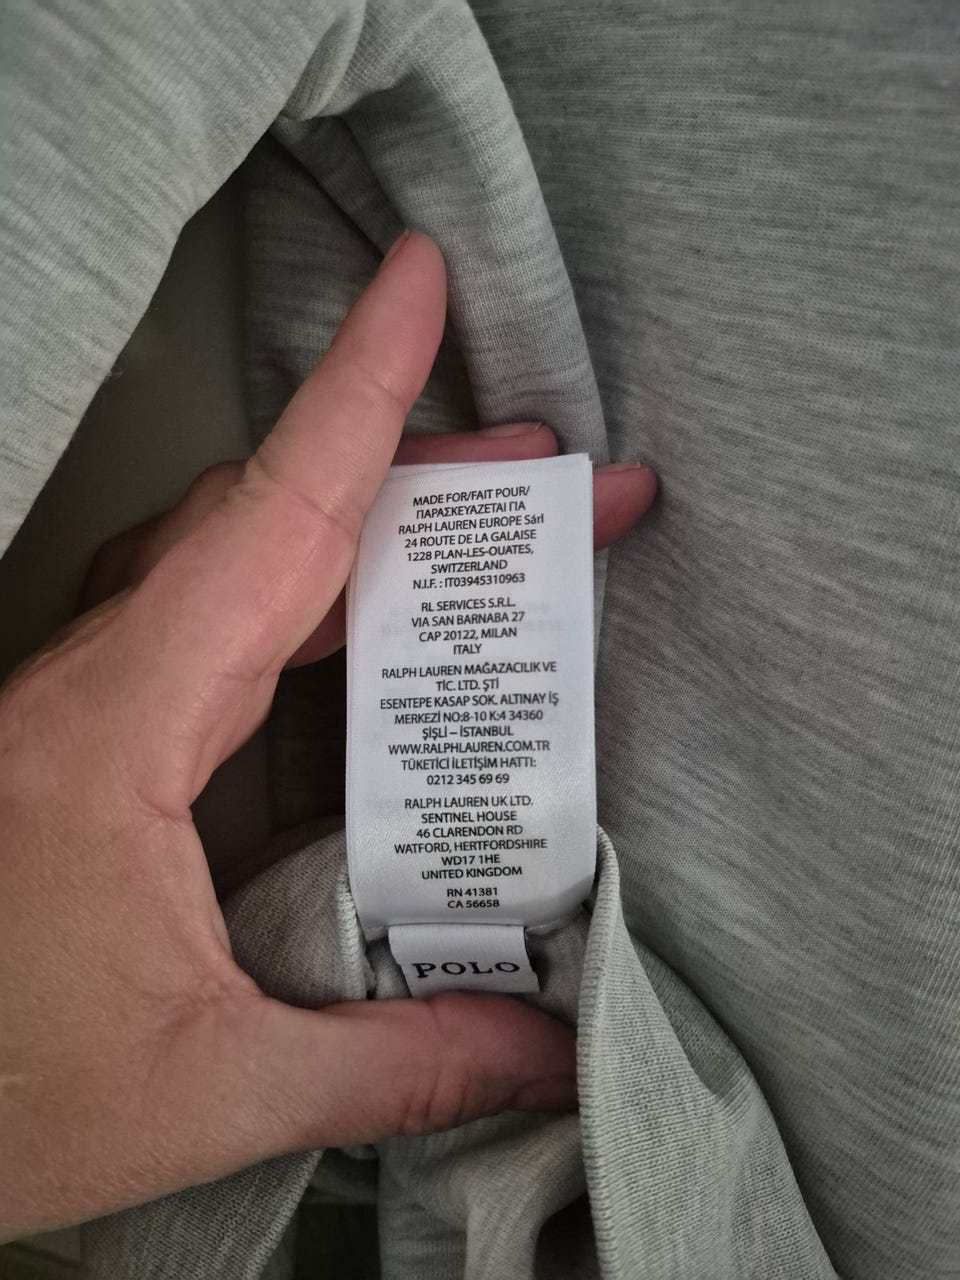 MADE FOR/FAIT POUR/
ΠΑΡΑΣΚΕΥΑΖΕΤΑΙ ΓΙΑ
RALPH LAUREN EUROPE Sárl
24 ROUTE DE LA GALAISE
1228 PLAN-LES-OUATES,
SWITZERLAND
N.I.F. : IT03945310963
RL SERVICES S.R.L.
VIA SAN BARNABA 27
CAP 20122, MILAN
ITALY
RALPH LAUREN MAĞAZACILIK VE
TİC. LTD. ŞTİ
ESENTEPE KASAP SOK. ALTINAY İŞ
MERKEZİ NO:8-10 K:4 34360
ŞİŞLİ – İSTANBUL
WWW.RALPHLAUREN.COM.TR
TÜKETİCİ İLETİŞİM HATTI:
0212 345 69 69
RALPH LAUREN UK LTD.
SENTINEL HOUSE
46 CLARENDON RD
WATFORD, HERTFORDSHIRE
WD17 1HE
UNITED KINGDOM
RN 41381
CA 56658
POLO